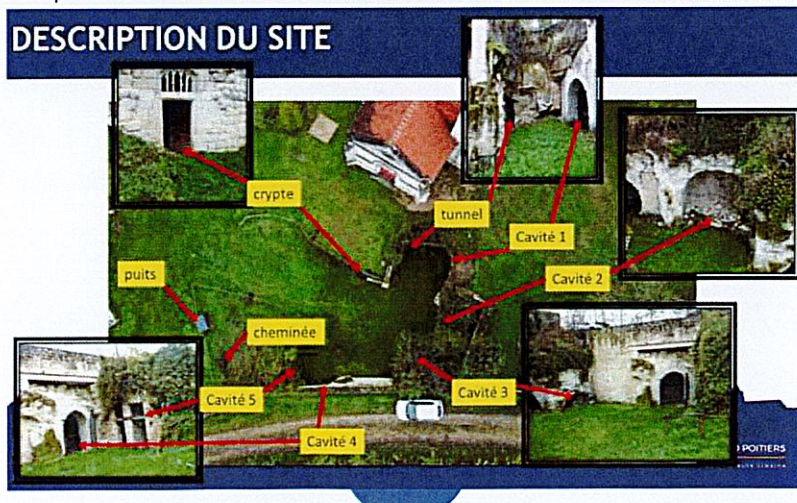 DESCRIPTION DU SITE
crypte
tunnel
Cavité 1
Cavité 2
puits
cheminée
Cavité 5
Cavité 3
Cavité 4
POITIERS